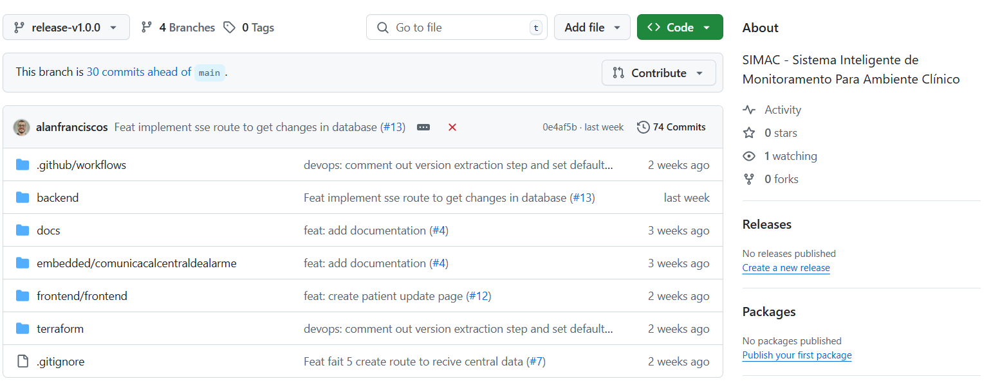 release-v1.0.0
4 Branches
0 Tags
Go to file
t
Add file
Code
This branch is 30 commits ahead of main .
Contribute
alanfranciscos Feat implement sse route to get changes in database (#13)
0e4af5b · last week
74 Commits
.github/workflows devops: comment out version extraction step and set default... 2 weeks ago
backend Feat implement sse route to get changes in database (#13) last week
docs feat: add documentation (#4) 3 weeks ago
embedded/comunicacalcentraldealarme feat: add documentation (#4) 3 weeks ago
frontend/frontend feat: create patient update page (#12) 2 weeks ago
terraform devops: comment out version extraction step and set default... 2 weeks ago
.gitignore Feat fait 5 create route to recive central data (#7) 2 weeks ago
About
SIMAC - Sistema Inteligente de
Monitoramento Para Ambiente Clínico
Activity
0 stars
1 watching
0 forks
Releases
No releases published
Create a new release
Packages
No packages published
Publish your first package